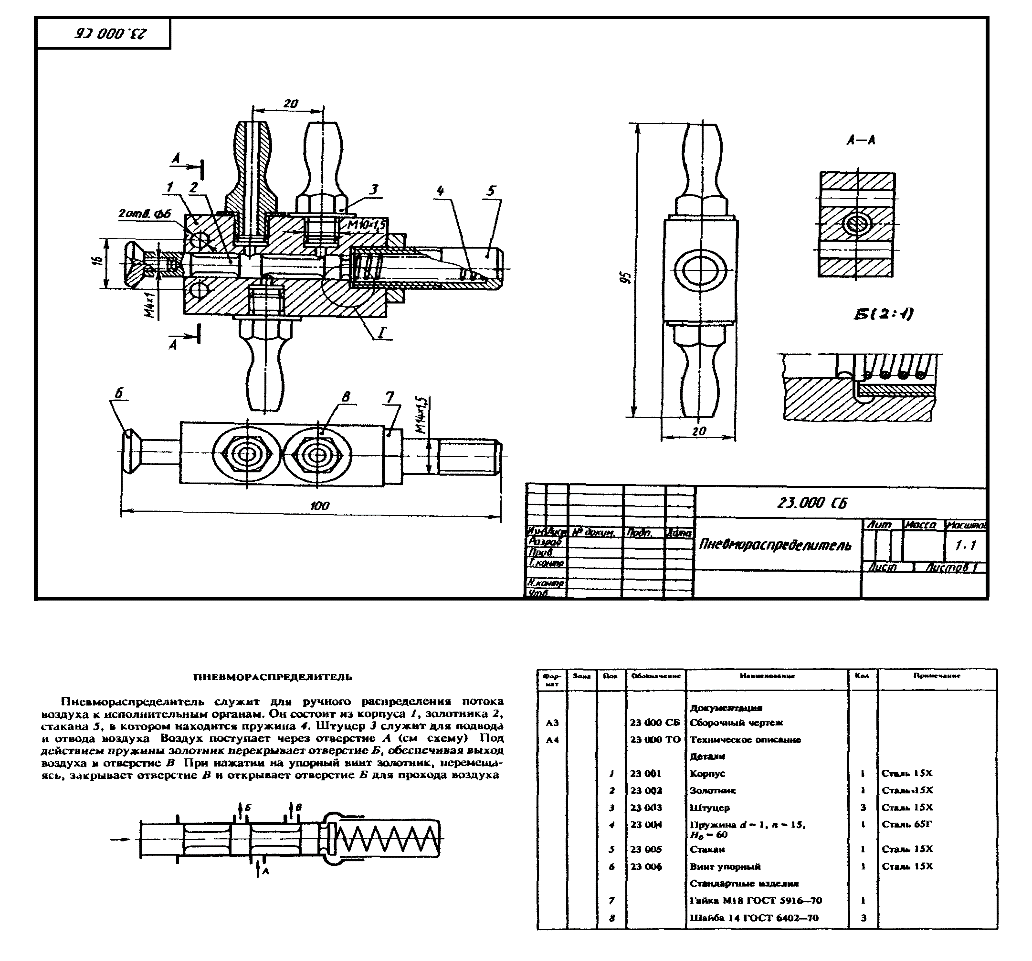 23.000 СБ
20
А
А—А
1
2
3
4
5
2 отв. ф6
М10×1,5
16
М4×1
95
Б(2:1)
А
I
6
8
7
М14×1,5
20
100
23.000 СБ
Лит Масса Масштаб
Изм Лист № докум. Подп. Дата
Разраб
Пров
Пневмораспределитель
1:1
Т.контр
Лист 1 Листов 1
Н.контр
Утв
ПНЕВМОРАСПРЕДЕЛИТЕЛЬ
Пневмораспределитель служит для ручного распределения потока
воздуха к исполнительным органам. Он состоит из корпуса 1, золотника 2,
стакана 5, в котором находится пружина 4. Штуцер 3 служит для подвода
и отвода воздуха Воздух поступает через отверстие А (см схему) Под
действием пружины золотник перекрывает отверстие Б, обеспечивая выход
воздуха в отверстие В При нажатии на упорный винт золотник, перемеща-
ясь, закрывает отверстие В и открывает отверстие Б для прохода воздуха
Б В
А
Фор-
мат Зона Поз Обозначение Наименование Кол Примечание
Документация
А3 23 000 СБ Сборочный чертеж
А4 23 000 ТО Техническое описание
Детали
1 23 001 Корпус 1 Сталь 15Х
2 23 002 Золотник 1 Сталь 15Х
3 23 003 Штуцер 3 Сталь 15Х
4 23 004 Пружина d = 1, n = 15, 1 Сталь 65Г
H₀ = 60
5 23 005 Стакан 1 Сталь 15Х
6 23 006 Винт упорный 1 Сталь 15Х
Стандартные изделия
7 Гайка М18 ГОСТ 5916—70 1
8 Шайба 14 ГОСТ 6402—70 3